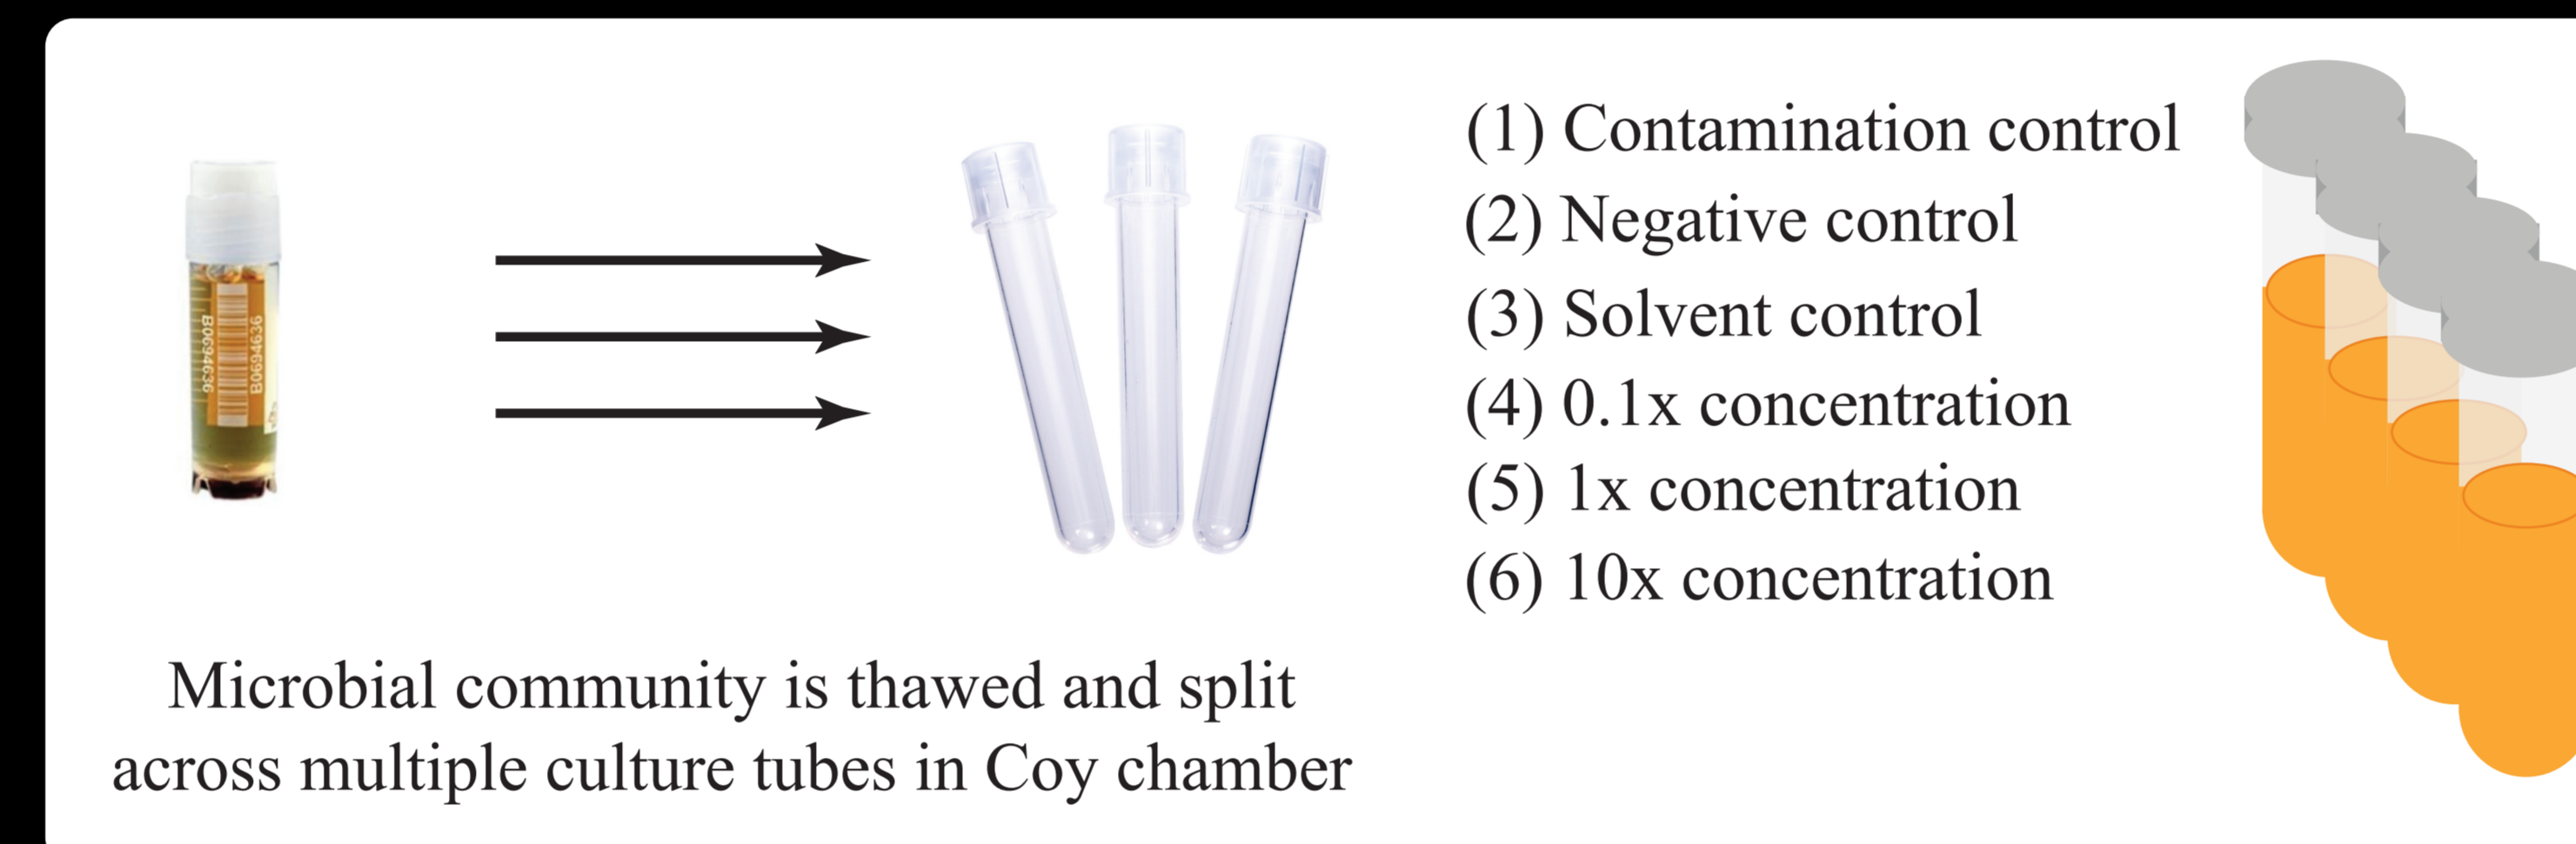 B0694636
B0694636
(1) Contamination control
(2) Negative control
(3) Solvent control
(4) 0.1x concentration
(5) 1x concentration
(6) 10x concentration
Microbial community is thawed and split
across multiple culture tubes in Coy chamber